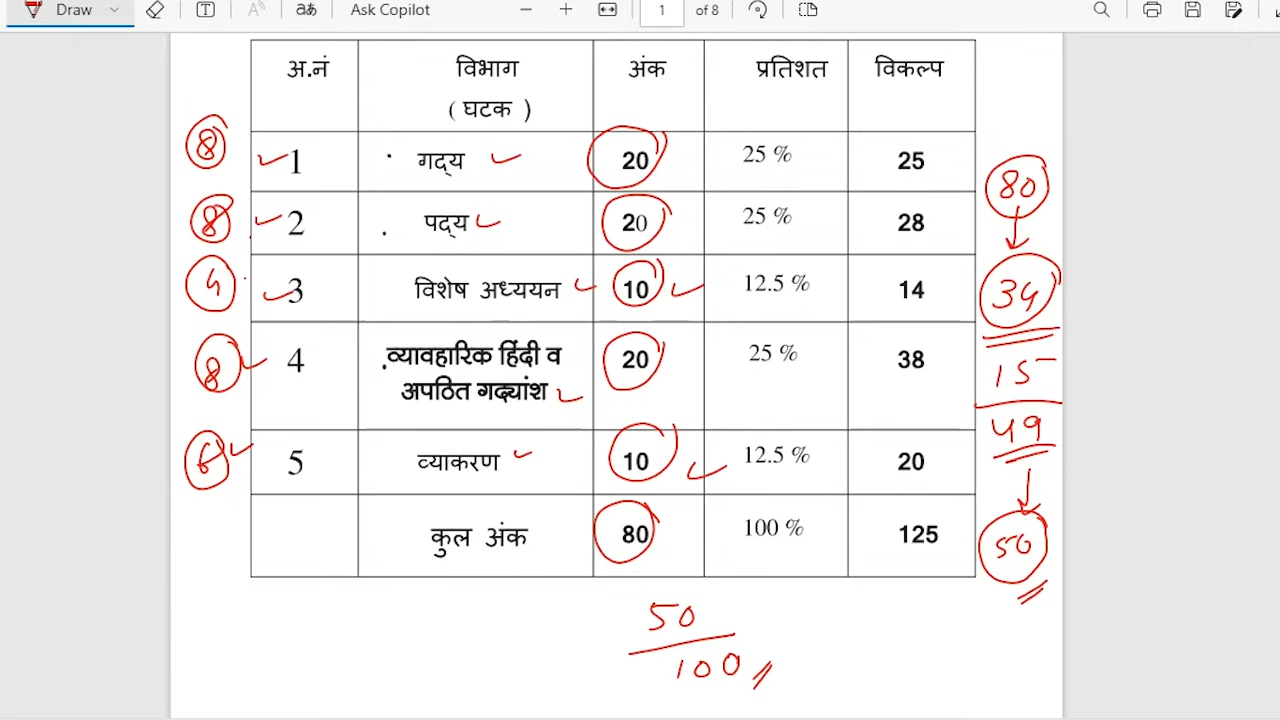 Draw
Ask Copilot
1 of 8
अ.नं विभाग अंक प्रतिशत विकल्प
( घटक )
8 1 गद्य 20 25 % 25
80
8 2 पद्य 20 25 % 28
4 3 विशेष अध्ययन 10 12.5 % 14
34
8 4 व्यावहारिक हिंदी व 20 25 % 38
अपठित गद्यांश
15
49
6 5 व्याकरण 10 12.5 % 20
कुल अंक 80 100 % 125
50
50
100